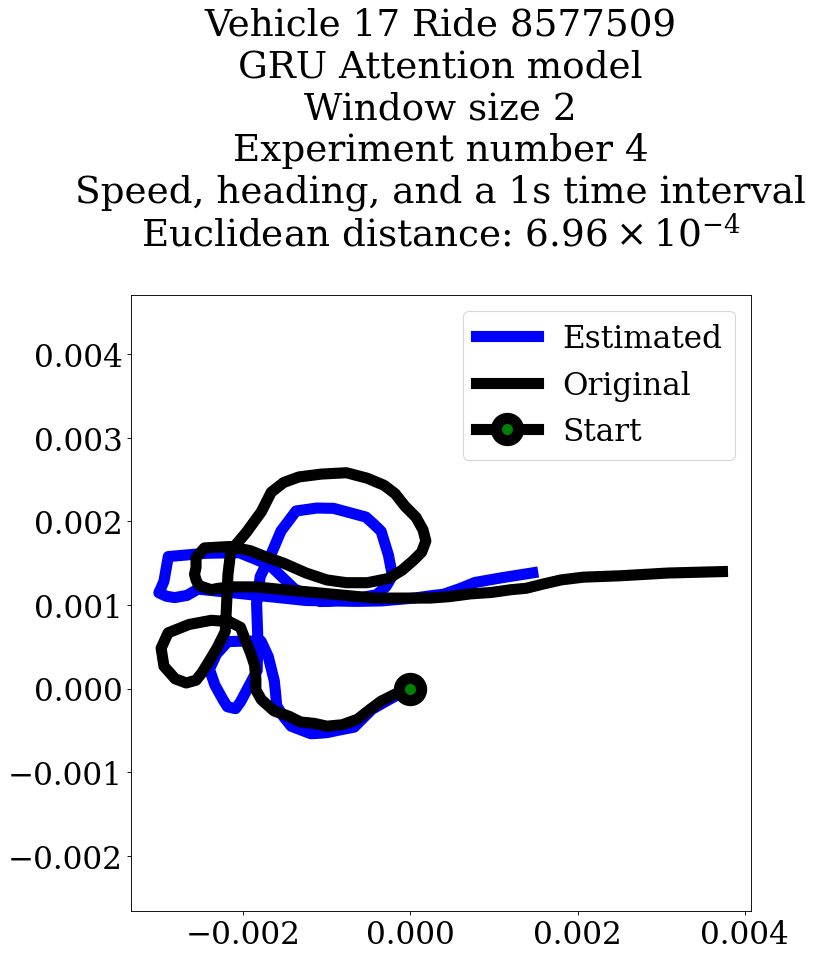 Vehicle 17 Ride 8577509
GRU Attention model
Window size 2
Experiment number 4
Speed, heading, and a 1s time interval
Euclidean distance: 6.96 × 10⁻⁴
Estimated
Original
Start
0.004
0.003
0.002
0.001
0.000
−0.001
−0.002
−0.002 0.000 0.002 0.004